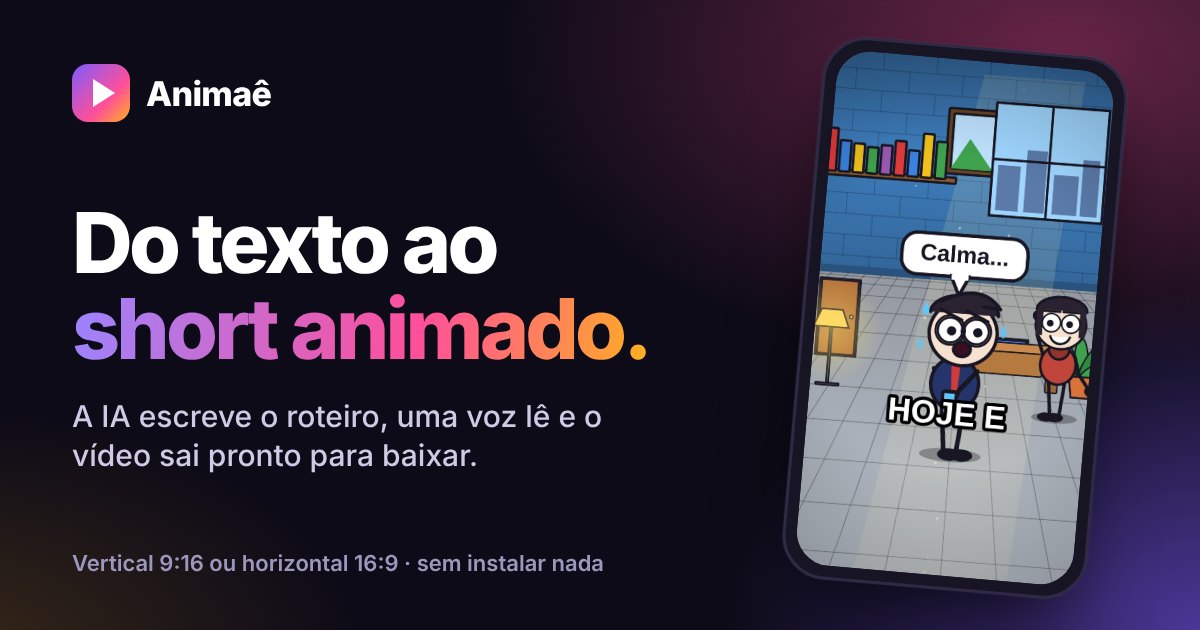 Animaê
Do texto ao
short animado.
A IA escreve o roteiro, uma voz lê e o
vídeo sai pronto para baixar.
Vertical 9:16 ou horizontal 16:9 · sem instalar nada
Calma...
HOJE E